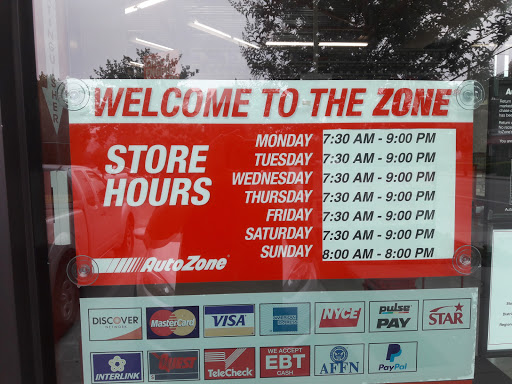 WELCOME TO THE ZONE
STORE HOURS
MONDAY 7:30 AM - 9:00 PM
TUESDAY 7:30 AM - 9:00 PM
WEDNESDAY 7:30 AM - 9:00 PM
THURSDAY 7:30 AM - 9:00 PM
FRIDAY 7:30 AM - 9:00 PM
SATURDAY 7:30 AM - 9:00 PM
SUNDAY 8:00 AM - 8:00 PM
AutoZone
DISCOVER NETWORK
MasterCard
VISA
AMERICAN EXPRESS
NYCE
pulse PAY
STAR
INTERLINK
TeleCheck
WE ACCEPT EBT CASH
AFFN
PayPal